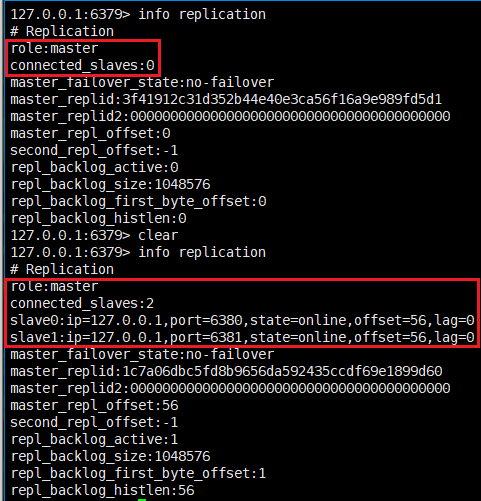 127.0.0.1:6379> info replication
# Replication
role:master
connected_slaves:0
master_failover_state:no-failover
master_replid:3f41912c31d352b44e40e3ca56f16a9e989fd5d1
master_replid2:0000000000000000000000000000000000000000
master_repl_offset:0
second_repl_offset:-1
repl_backlog_active:0
repl_backlog_size:1048576
repl_backlog_first_byte_offset:0
repl_backlog_histlen:0
127.0.0.1:6379> clear
127.0.0.1:6379> info replication
# Replication
role:master
connected_slaves:2
slave0:ip=127.0.0.1,port=6380,state=online,offset=56,lag=0
slave1:ip=127.0.0.1,port=6381,state=online,offset=56,lag=0
master_failover_state:no-failover
master_replid:1c7a06dbc5fd8b9656da592435ccdf69e1899d60
master_replid2:0000000000000000000000000000000000000000
master_repl_offset:56
second_repl_offset:-1
repl_backlog_active:1
repl_backlog_size:1048576
repl_backlog_first_byte_offset:1
repl_backlog_histlen:56